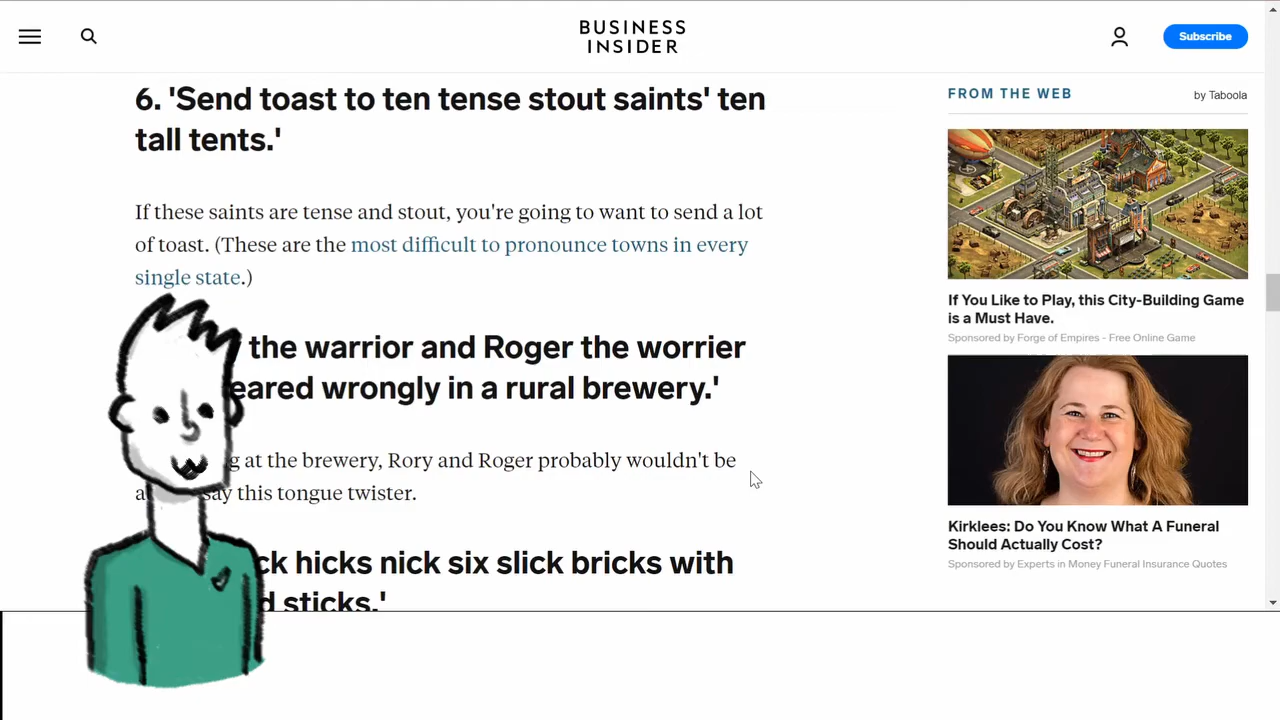 BUSINESS
INSIDER
Subscribe
6. 'Send toast to ten tense stout saints' ten
tall tents.'
If these saints are tense and stout, you're going to want to send a lot
of toast. (These are the most difficult to pronounce towns in every
single state.)
the warrior and Roger the worrier
eared wrongly in a rural brewery.'
g at the brewery, Rory and Roger probably wouldn't be
a say this tongue twister.
ck hicks nick six slick bricks with
d sticks.'
FROM THE WEB
by Taboola
If You Like to Play, this City-Building Game
is a Must Have.
Sponsored by Forge of Empires - Free Online Game
Kirklees: Do You Know What A Funeral
Should Actually Cost?
Sponsored by Experts in Money Funeral Insurance Quotes